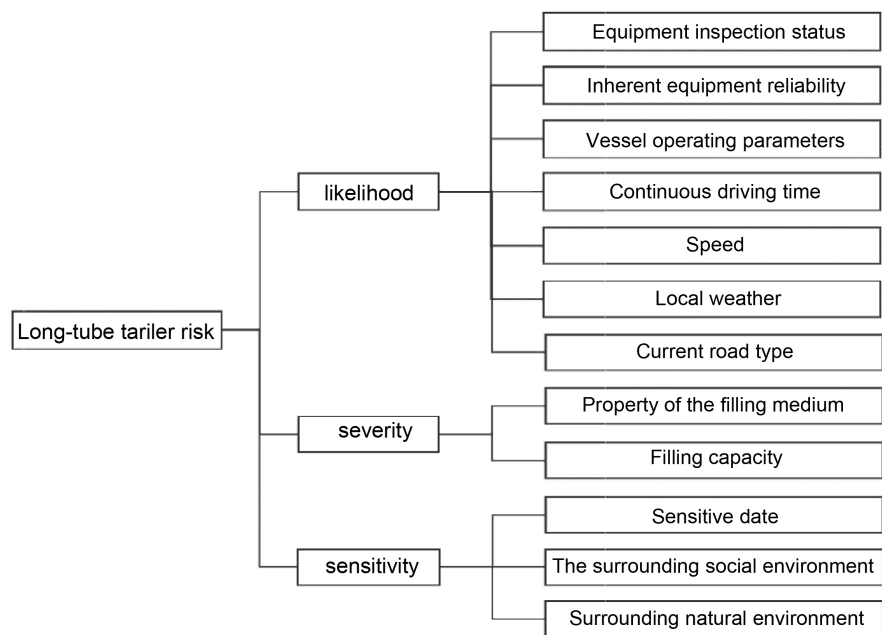 Long-tube tariler risk
likelihood
Equipment inspection status
Inherent equipment reliability
Vessel operating parameters
Continuous driving time
Speed
Local weather
Current road type
severity
Property of the filling medium
Filling capacity
sensitivity
Sensitive date
The surrounding social environment
Surrounding natural environment